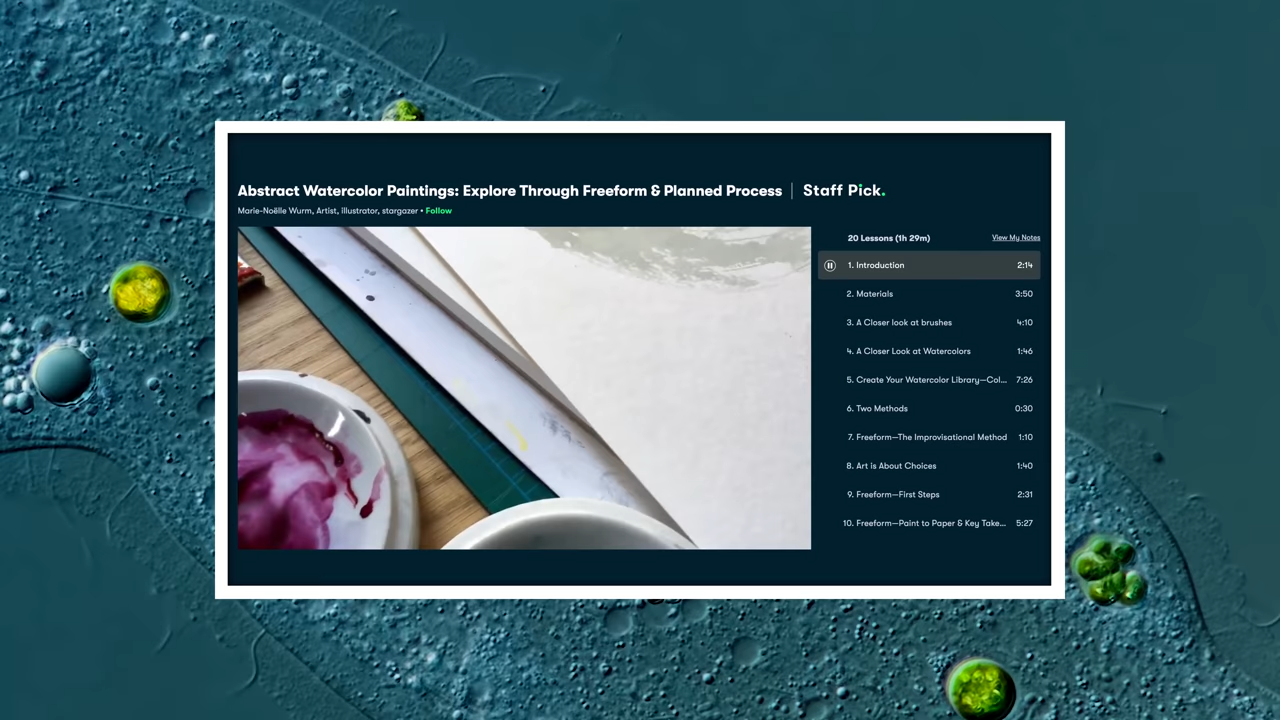 Abstract Watercolor Paintings: Explore Through Freeform & Planned Process | Staff Pick.
Marie-Noëlle Wurm, Artist, illustrator, stargazer • Follow
20 Lessons (1h 29m) View My Notes
1. Introduction 2:14
2. Materials 3:50
3. A Closer look at brushes 4:10
4. A Closer Look at Watercolors 1:46
5. Create Your Watercolor Library—Col... 7:26
6. Two Methods 0:30
7. Freeform—The Improvisational Method 1:10
8. Art is About Choices 1:40
9. Freeform—First Steps 2:31
10. Freeform—Paint to Paper & Key Take... 5:27